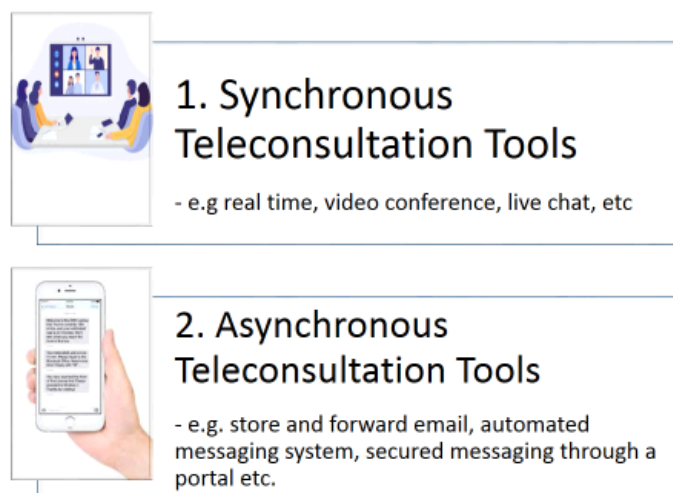 1. Synchronous
Teleconsultation Tools
- e.g real time, video conference, live chat, etc
2. Asynchronous
Teleconsultation Tools
- e.g. store and forward email, automated
messaging system, secured messaging through a
portal etc.